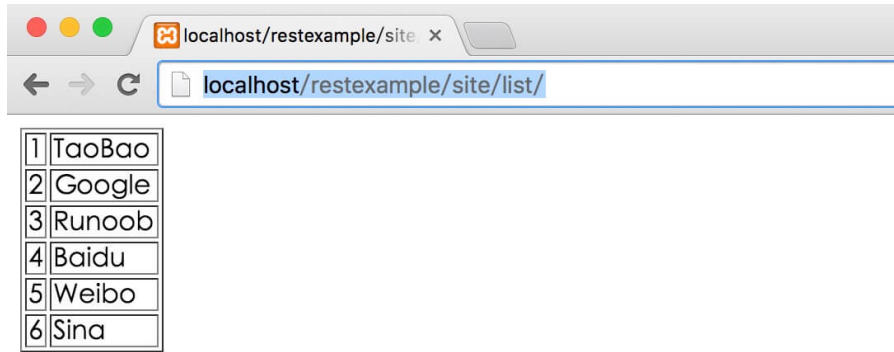 localhost/restexample/site
localhost/restexample/site/list/
1 TaoBao
2 Google
3 Runoob
4 Baidu
5 Weibo
6 Sina